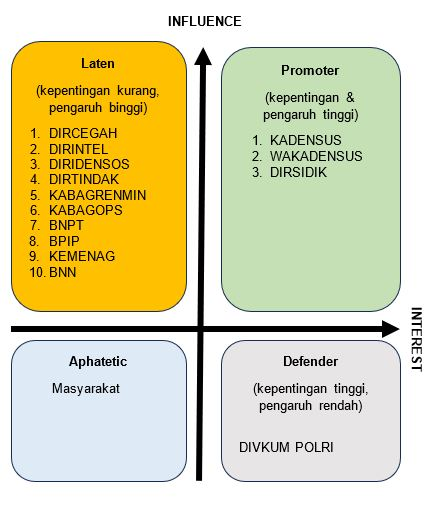 INFLUENCE
Laten
(kepentingan kurang,
pengaruh binggi)
1. DIRCEGAH
2. DIRINTEL
3. DIRIDENSOS
4. DIRTINDAK
5. KABAGRENMIN
6. KABAGOPS
7. BNPT
8. BPIP
9. KEMENAG
10. BNN
Promoter
(kepentingan &
pengaruh tinggi)
1. KADENSUS
2. WAKADENSUS
3. DIRSIDIK
INTEREST
Aphatetic
Masyarakat
Defender
(kepentingan tinggi,
pengaruh rendah)
DIVKUM POLRI